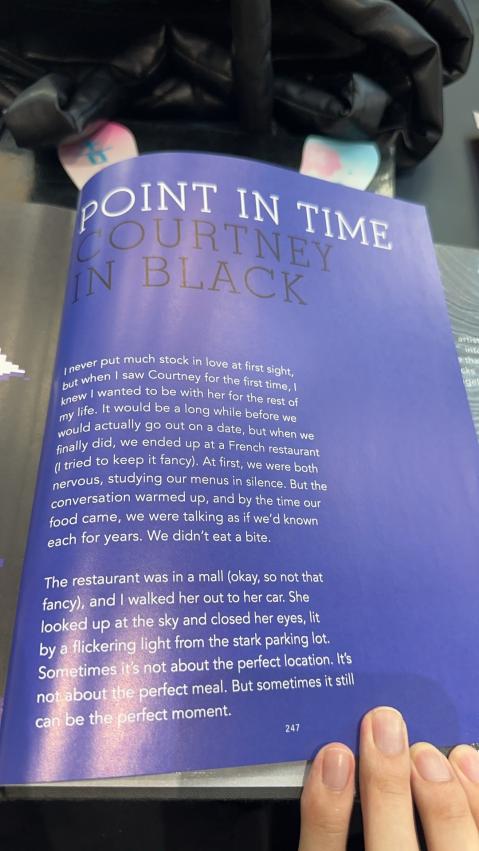 POINT IN TIME
COURTNEY
IN BLACK
I never put much stock in love at first sight,
but when I saw Courtney for the first time, I
knew I wanted to be with her for the rest of
my life. It would be a long while before we
would actually go out on a date, but when we
finally did, we ended up at a French restaurant
(I tried to keep it fancy). At first, we were both
nervous, studying our menus in silence. But the
conversation warmed up, and by the time our
food came, we were talking as if we'd known
each for years. We didn't eat a bite.
The restaurant was in a mall (okay, so not that
fancy), and I walked her out to her car. She
looked up at the sky and closed her eyes, lit
by a flickering light from the stark parking lot.
Sometimes it's not about the perfect location. It's
not about the perfect meal. But sometimes it still
can be the perfect moment.
247